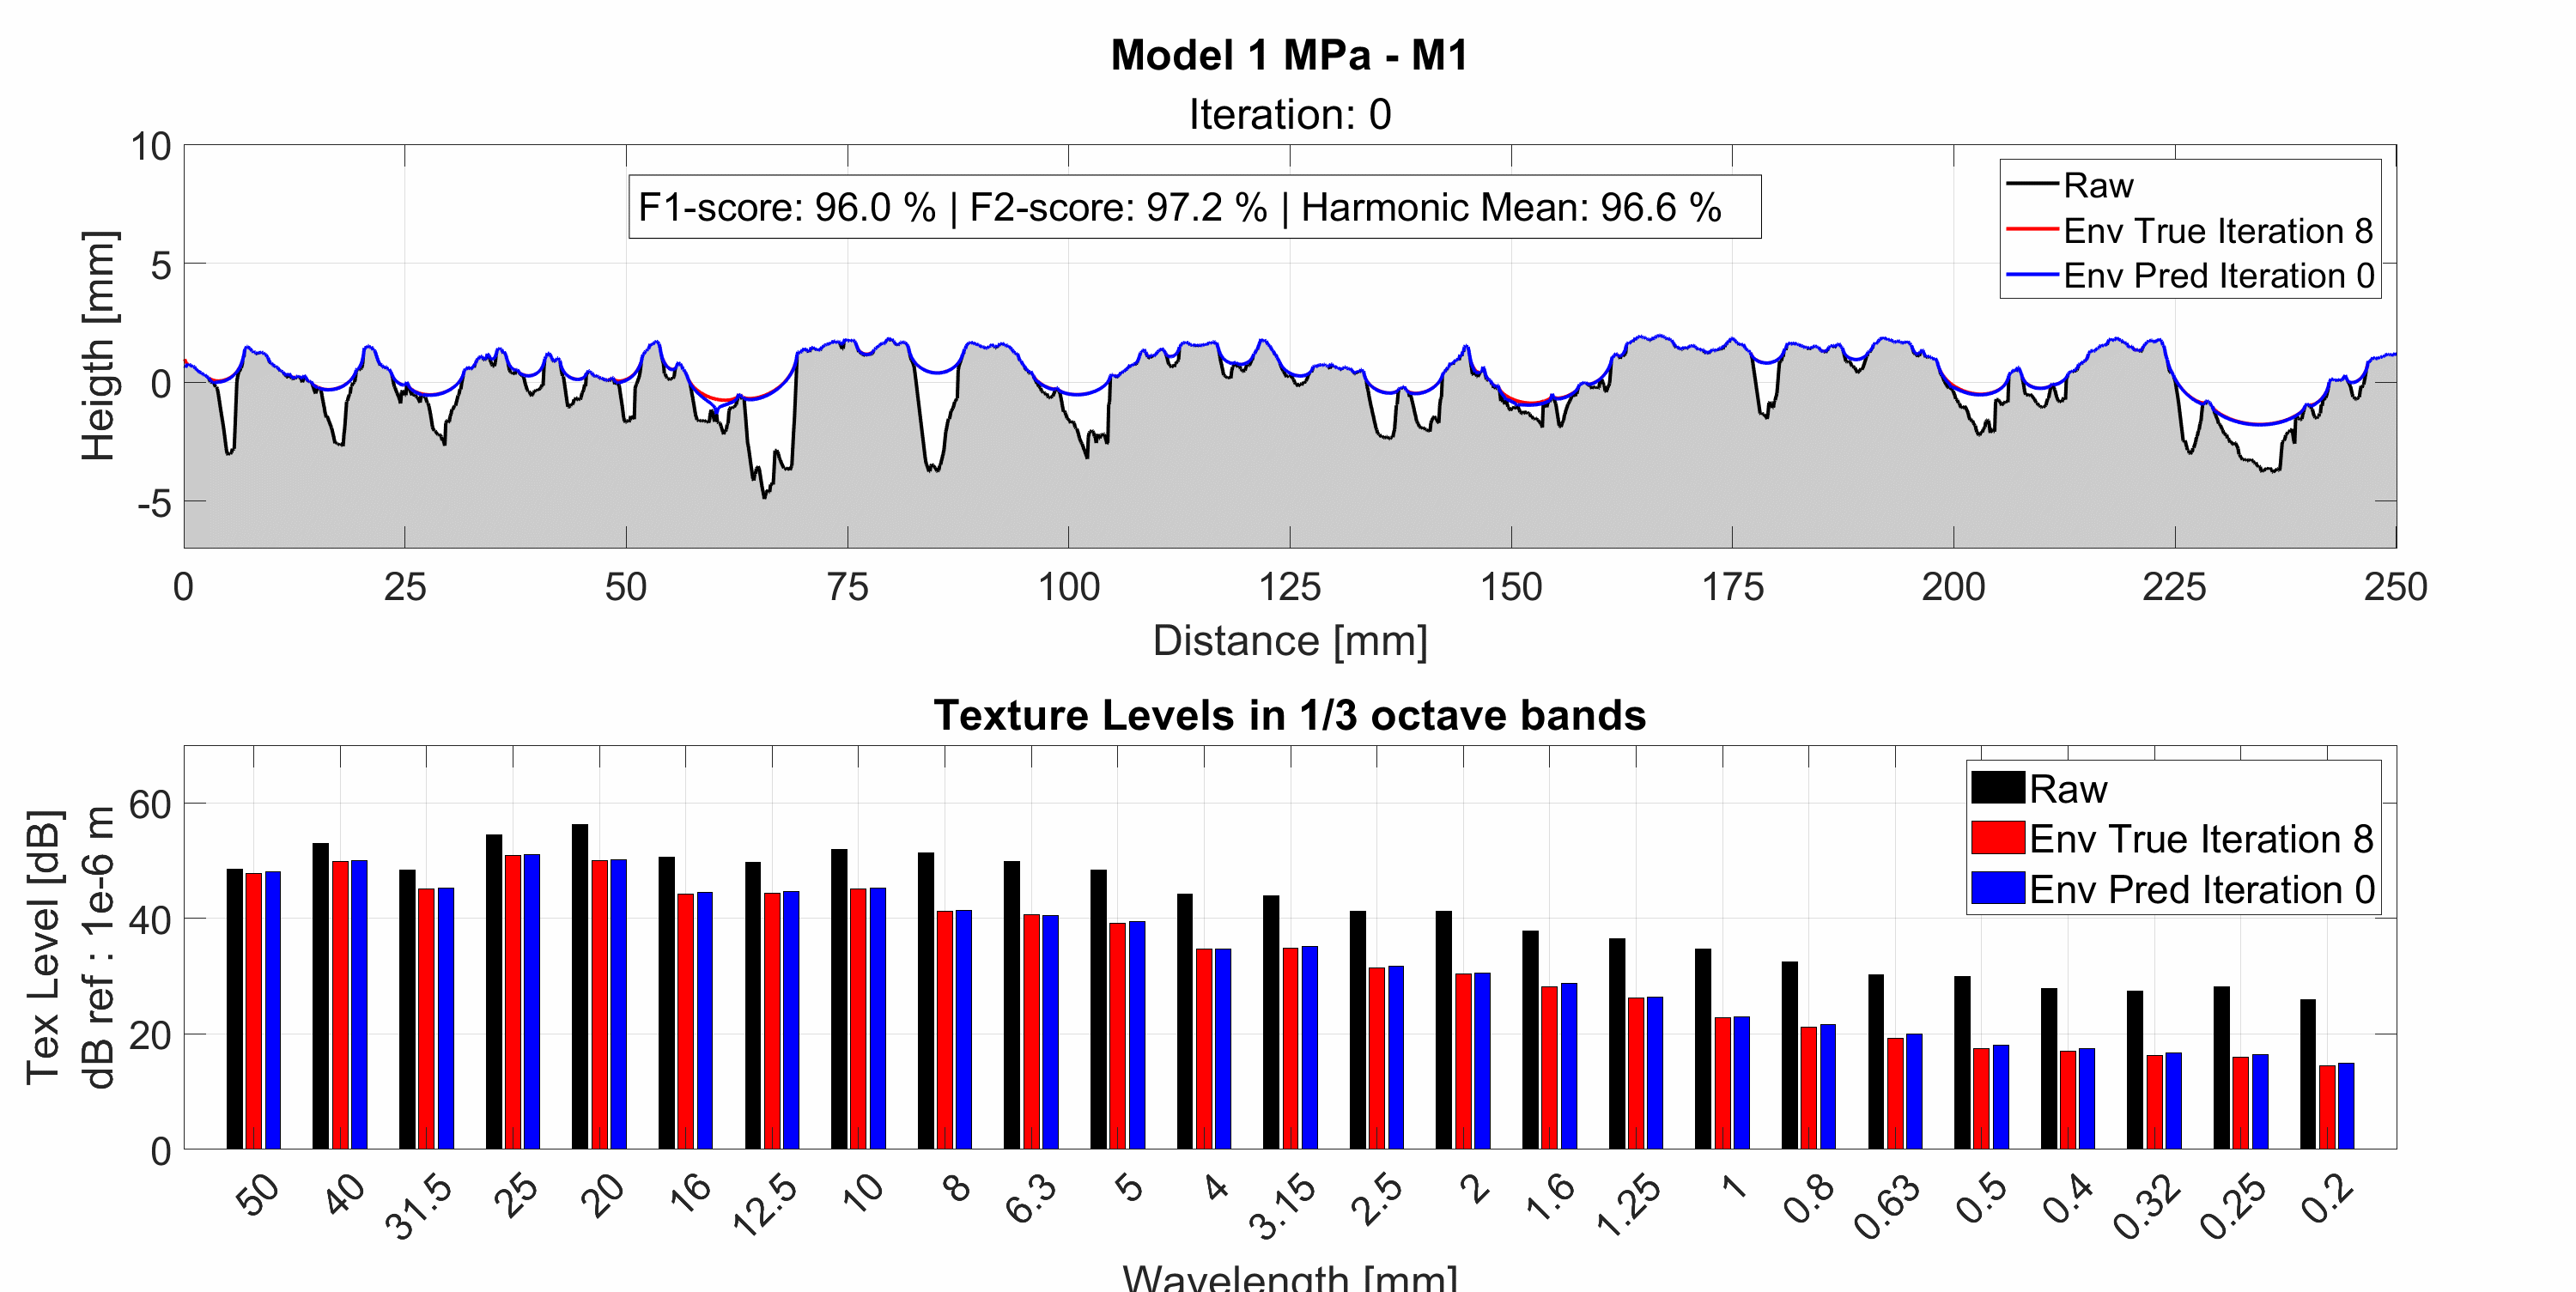 Model 1 MPa - M1
Iteration: 0
F1-score: 96.0 % | F2-score: 97.2 % | Harmonic Mean: 96.6 %
Raw
Env True Iteration 8
Env Pred Iteration 0
Heigth [mm]
10
5
0
-5
0 25 50 75 100 125 150 175 200 225 250
Distance [mm]
Texture Levels in 1/3 octave bands
Raw
Env True Iteration 8
Env Pred Iteration 0
Tex Level [dB]
dB ref : 1e-6 m
60
40
20
0
50 40 31.5 25 20 16 12.5 10 8 6.3 5 4 3.15 2.5 2 1.6 1.25 1 0.8 0.63 0.5 0.4 0.32 0.25 0.2
Wavelength [mm]